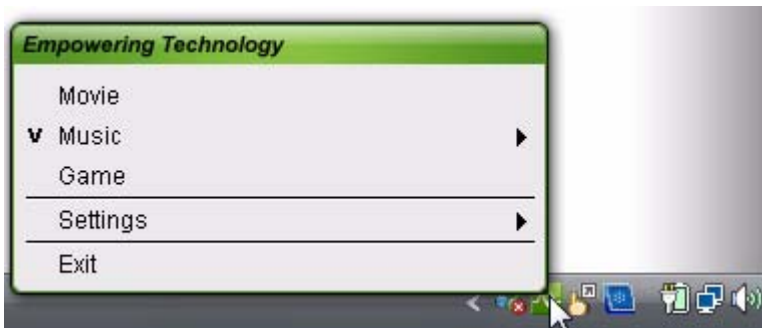 Empowering Technology
Movie
v Music
Game
Settings
Exit